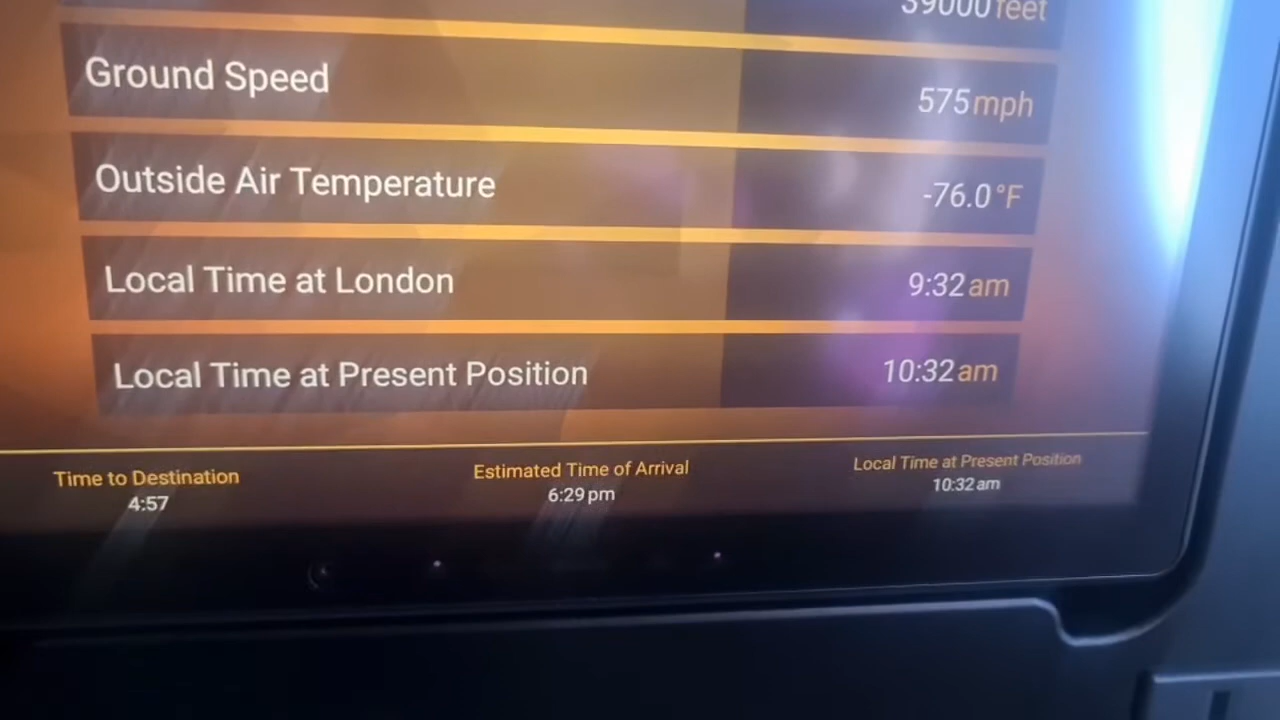 39000 feet
Ground Speed 575 mph
Outside Air Temperature -76.0 °F
Local Time at London 9:32 am
Local Time at Present Position 10:32 am
Time to Destination Estimated Time of Arrival Local Time at Present Position
4:57 6:29 pm 10:32 am